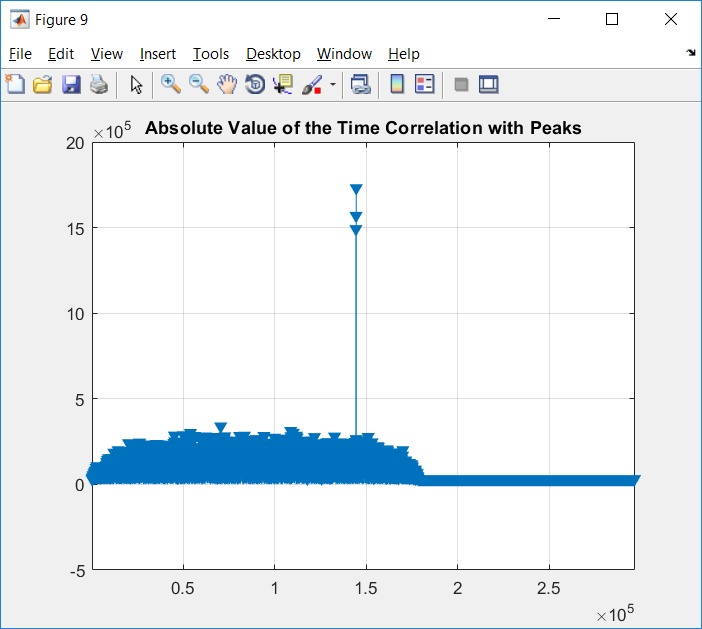 Figure 9
File Edit View Insert Tools Desktop Window Help
×10⁵ Absolute Value of the Time Correlation with Peaks
20
15
10
5
0
-5
0.5 1 1.5 2 2.5
×10⁵